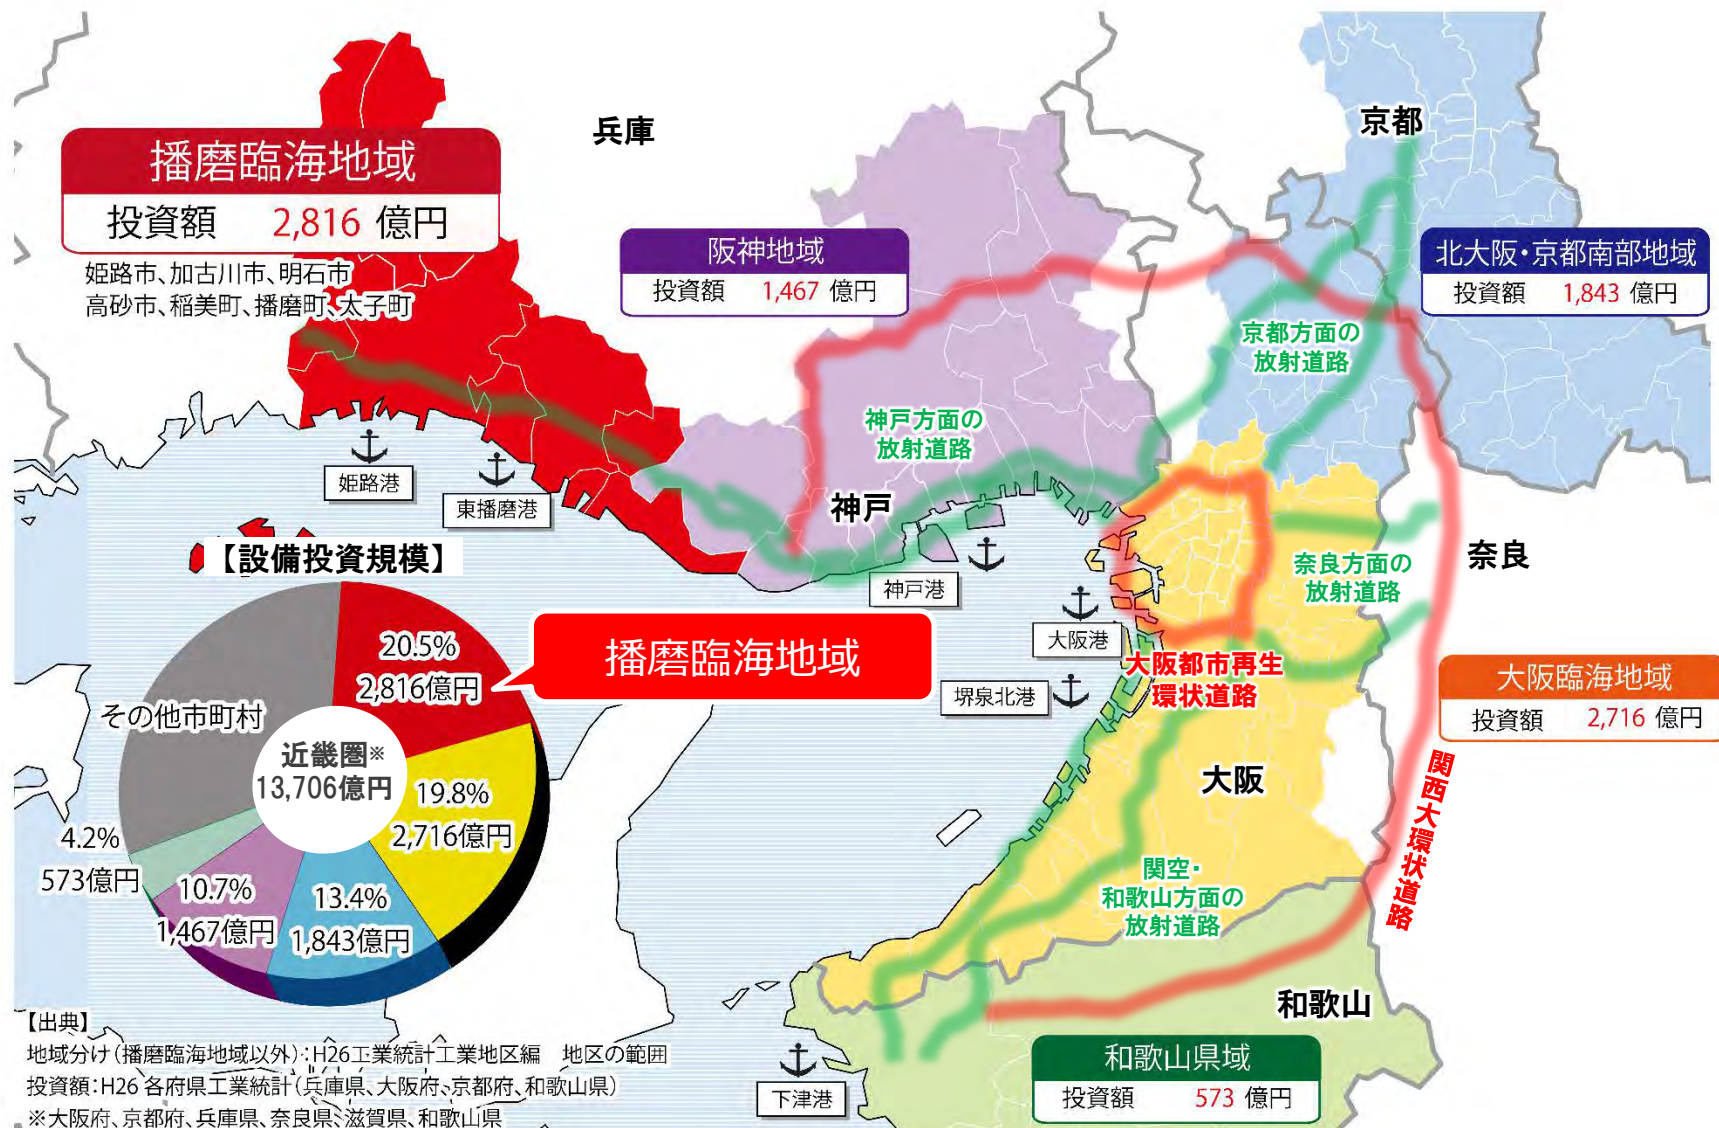 兵庫
京都
播磨臨海地域
投資額 2,816 億円
姫路市、加古川市、明石市
高砂市、稲美町、播磨町、太子町
阪神地域
投資額 1,467 億円
北大阪・京都南部地域
投資額 1,843 億円
京都方面の
放射道路
神戸方面の
放射道路
姫路港
東播磨港
神戸
神戸港
奈良方面の
放射道路
奈良
大阪港
堺泉北港
大阪都市再生
環状道路
大阪臨海地域
投資額 2,716 億円
関西大環状道路
大阪
関空・
和歌山方面の
放射道路
和歌山
和歌山県域
投資額 573 億円
下津港
【設備投資規模】
播磨臨海地域
20.5%
2,816億円
その他市町村
近畿圏※
13,706億円
19.8%
2,716億円
4.2%
573億円
10.7%
1,467億円
13.4%
1,843億円
【出典】
地域分け(播磨臨海地域以外):H26工業統計工業地区編 地区の範囲
投資額:H26 各府県工業統計(兵庫県、大阪府、京都府、和歌山県)
※大阪府、京都府、兵庫県、奈良県、滋賀県、和歌山県